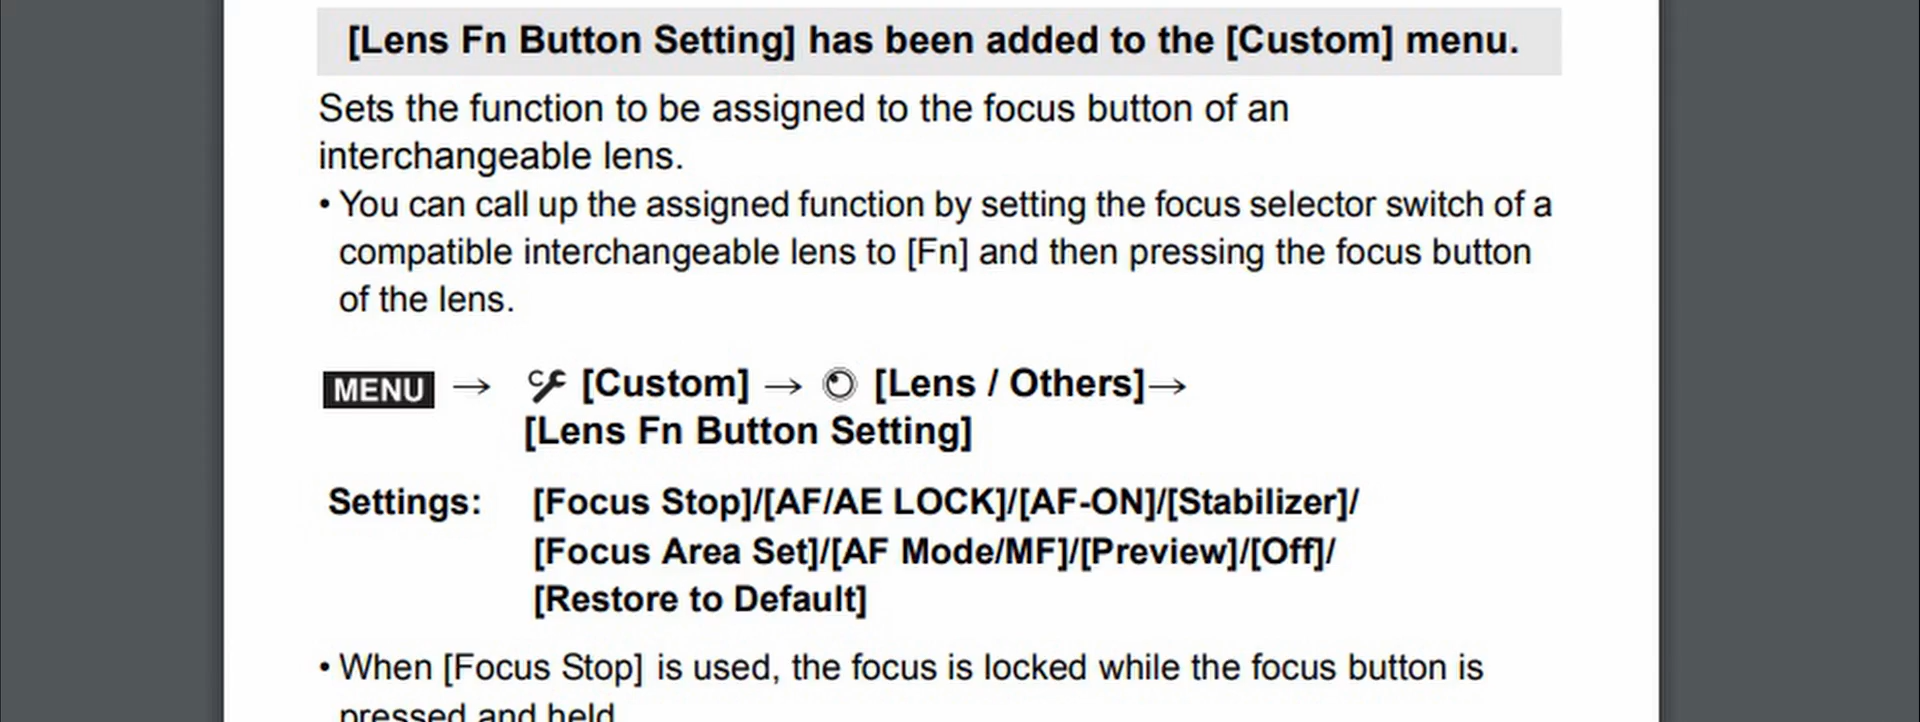 [Lens Fn Button Setting] has been added to the [Custom] menu.
Sets the function to be assigned to the focus button of an
interchangeable lens.
• You can call up the assigned function by setting the focus selector switch of a
compatible interchangeable lens to [Fn] and then pressing the focus button
of the lens.
MENU → C [Custom] → [Lens / Others]→
[Lens Fn Button Setting]
Settings: [Focus Stop]/[AF/AE LOCK]/[AF-ON]/[Stabilizer]/
[Focus Area Set]/[AF Mode/MF]/[Preview]/[Off]/
[Restore to Default]
• When [Focus Stop] is used, the focus is locked while the focus button is
pressed and held